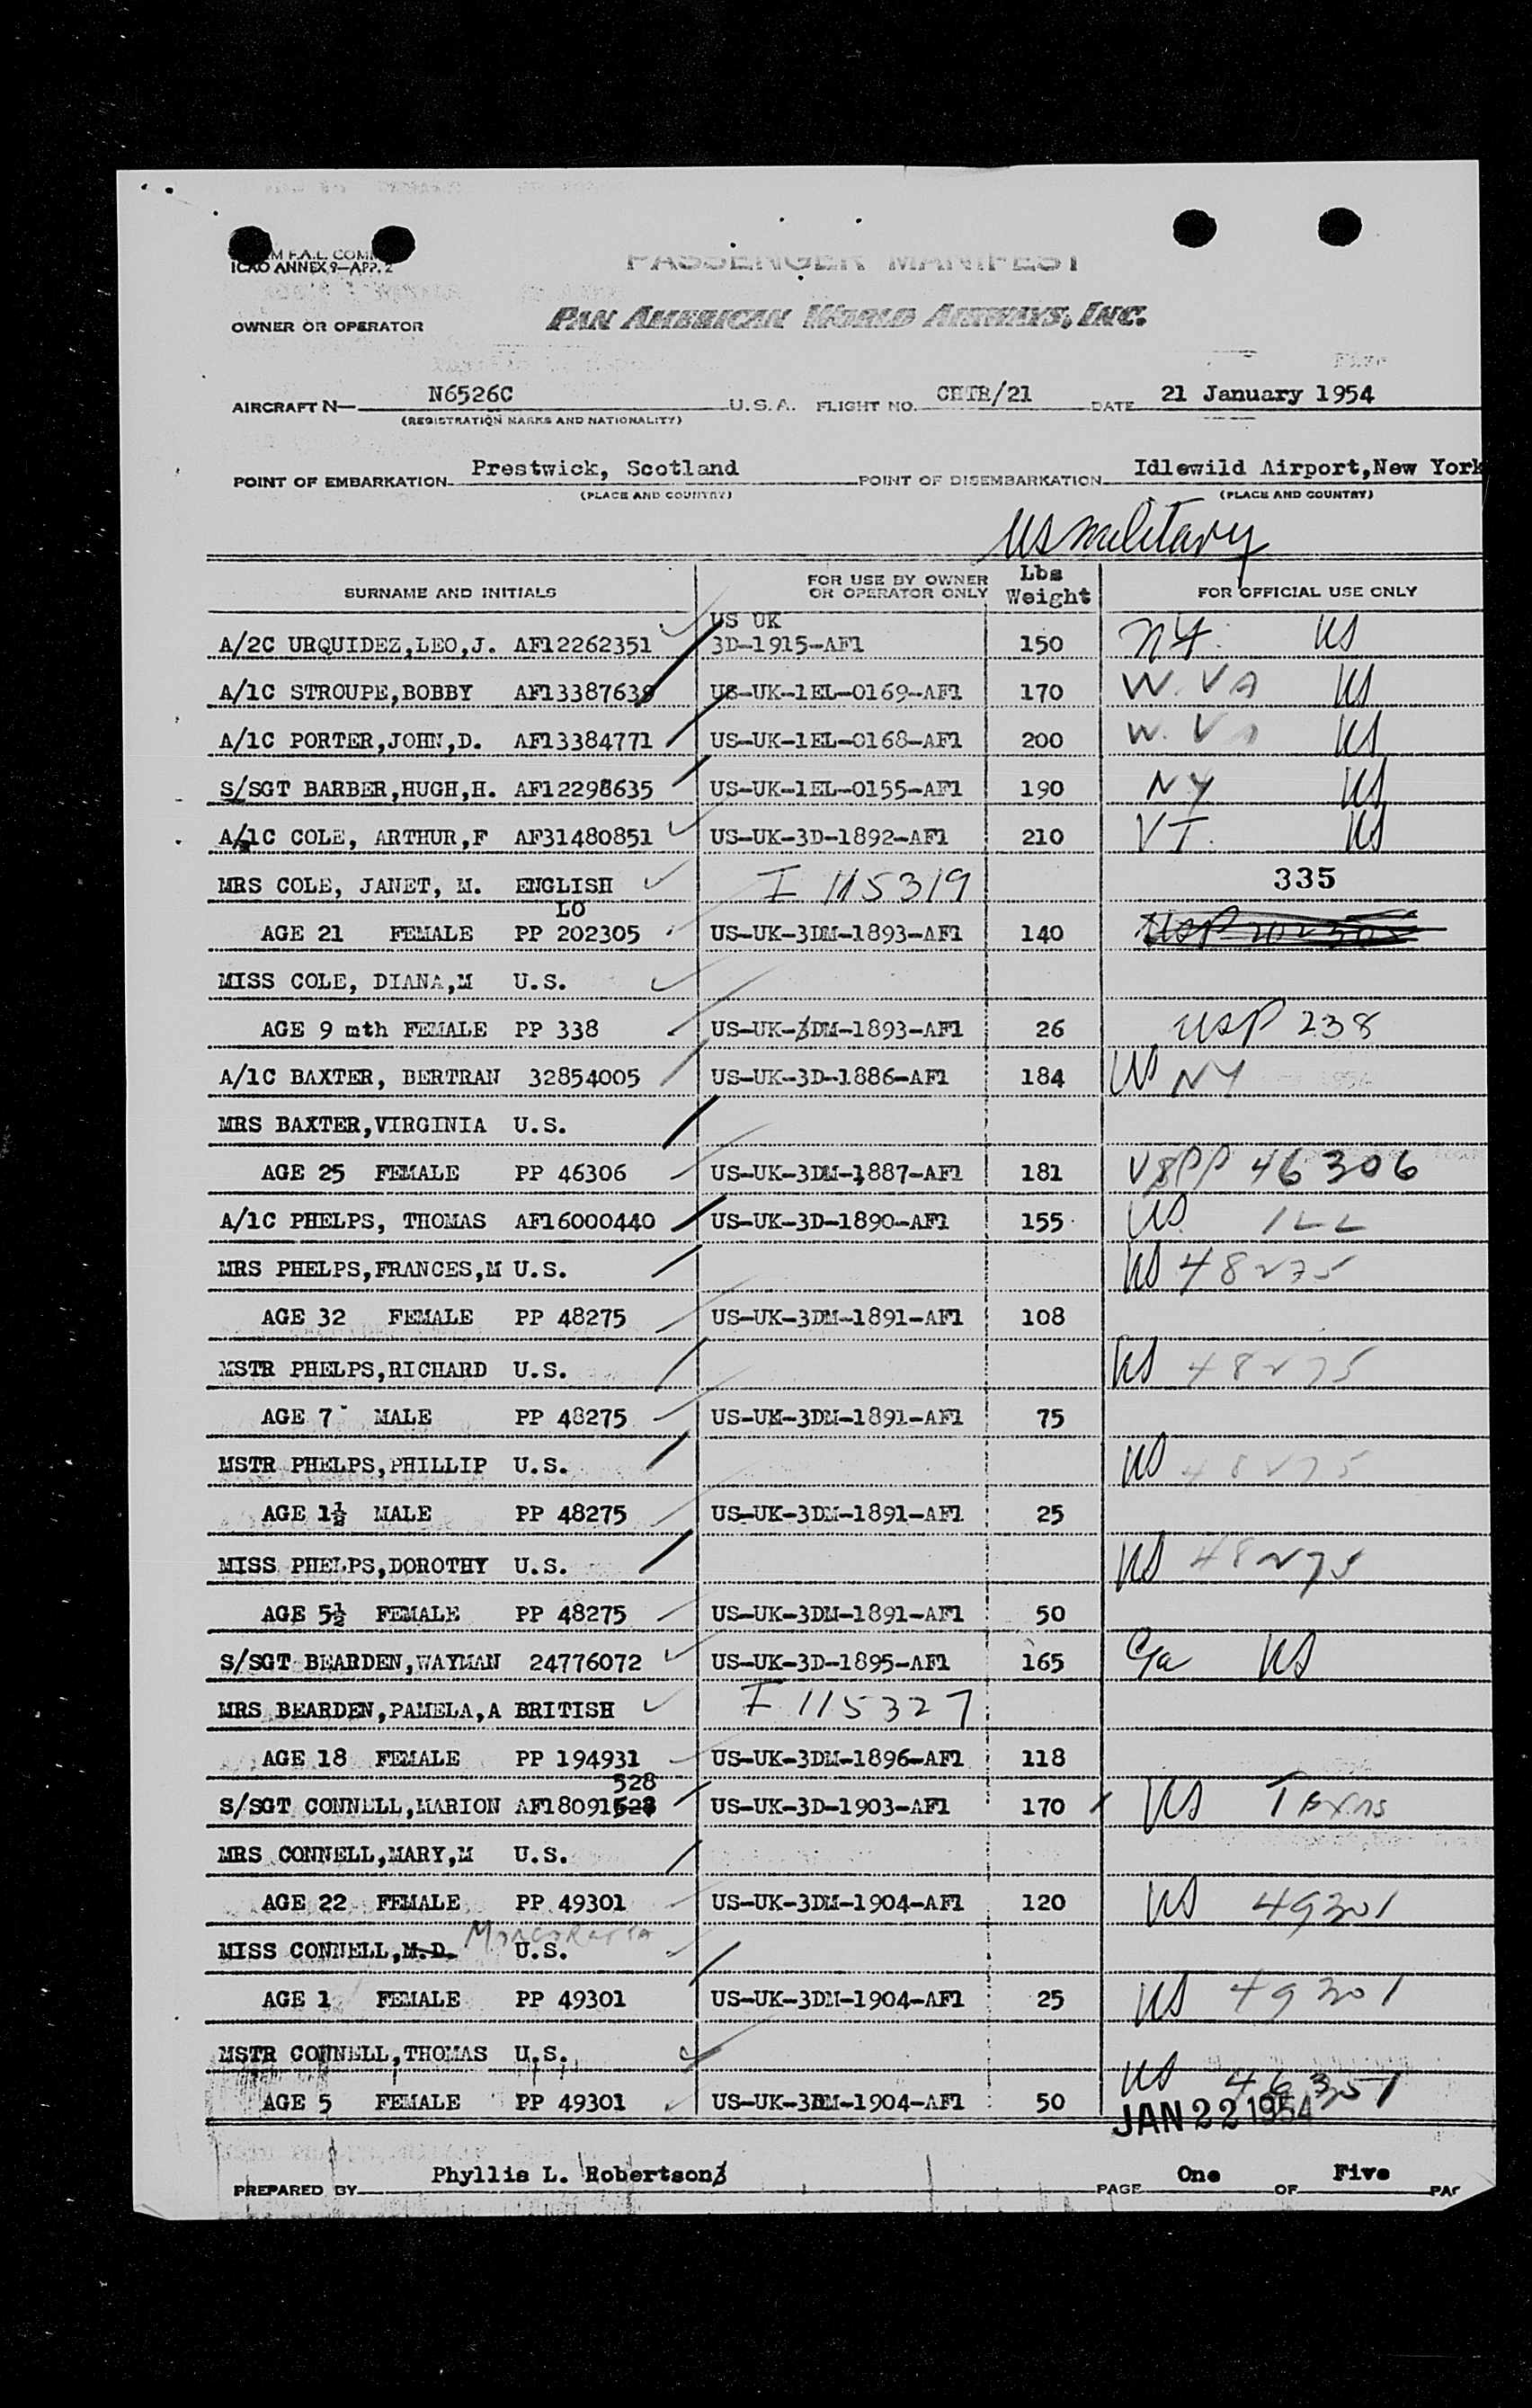 M F.A.L. COM
ICAO ANNEX 9—APP. 2
PASSENGER MANIFEST
OWNER OR OPERATOR PAN AMERICAN WORLD AIRWAYS, INC.
AIRCRAFT N— N6526C U.S.A. FLIGHT NO. CHTR/21 DATE 21 January 1954
(REGISTRATION MARKS AND NATIONALITY)
POINT OF EMBARKATION Prestwick, Scotland POINT OF DISEMBARKATION Idlewild Airport,New York
(PLACE AND COUNTRY) (PLACE AND COUNTRY)
US Military
SURNAME AND INITIALS FOR USE BY OWNER OR OPERATOR ONLY Lbs Weight FOR OFFICIAL USE ONLY
US UK
A/2C URQUIDEZ,LEO,J. AF12262351 3D-1915-AF1 150 NY. US
A/1C STROUPE,BOBBY AF13387639 US-UK-1EL-0169-AF1 170 W. VA US
A/1C PORTER,JOHN,D. AF13384771 US-UK-1EL-0168-AF1 200 W. VA US
S/SGT BARBER,HUGH,H. AF12298635 US-UK-1EL-0155-AF1 190 NY US
A/1C COLE, ARTHUR,F AF31480851 US-UK-3D-1892-AF1 210 VT. US
MRS COLE, JANET, M. ENGLISH I 115319 335
LO
AGE 21 FEMALE PP 202305 US-UK-3DM-1893-AF1 140
MISS COLE, DIANA,M U.S.
AGE 9 mth FEMALE PP 338 US-UK-3DM-1893-AF1 26 USP 238
A/1C BAXTER, BERTRAN 32854005 US-UK-3D-1886-AF1 184 US NY
MRS BAXTER,VIRGINIA U.S.
AGE 25 FEMALE PP 46306 US-UK-3DM-1887-AF1 181 USPP 46306
A/1C PHELPS, THOMAS AF16000440 US-UK-3D-1890-AF1 155 US ILL
MRS PHELPS,FRANCES,M U.S. US 48275
AGE 32 FEMALE PP 48275 US-UK-3DM-1891-AF1 108
MSTR PHELPS,RICHARD U.S. US 48275
AGE 7 MALE PP 48275 US-UK-3DM-1891-AF1 75
MSTR PHELPS,PHILLIP U.S. US 48275
AGE 1½ MALE PP 48275 US-UK-3DM-1891-AF1 25
MISS PHELPS,DOROTHY U.S. US 48275
AGE 5½ FEMALE PP 48275 US-UK-3DM-1891-AF1 50
S/SGT BEARDEN,WAYMAN 24776072 US-UK-3D-1895-AF1 165 Ga US
MRS BEARDEN,PAMELA,A BRITISH I 115327
AGE 18 FEMALE PP 194931 US-UK-3DM-1896-AF1 118
528
S/SGT CONNELL,MARION AF18091528 US-UK-3D-1903-AF1 170 US Texas
MRS CONNELL,MARY,M U.S.
AGE 22 FEMALE PP 49301 US-UK-3DM-1904-AF1 120 US 49301
MISS CONNELL,M.D. U.S.
AGE 1 FEMALE PP 49301 US-UK-3DM-1904-AF1 25 US 49301
MSTR CONNELL,THOMAS U.S.
AGE 5 FEMALE PP 49301 US-UK-3DM-1904-AF1 50 US 46351
JAN 22 1954
PREPARED BY Phyllis L. Robertson PAGE One OF Five